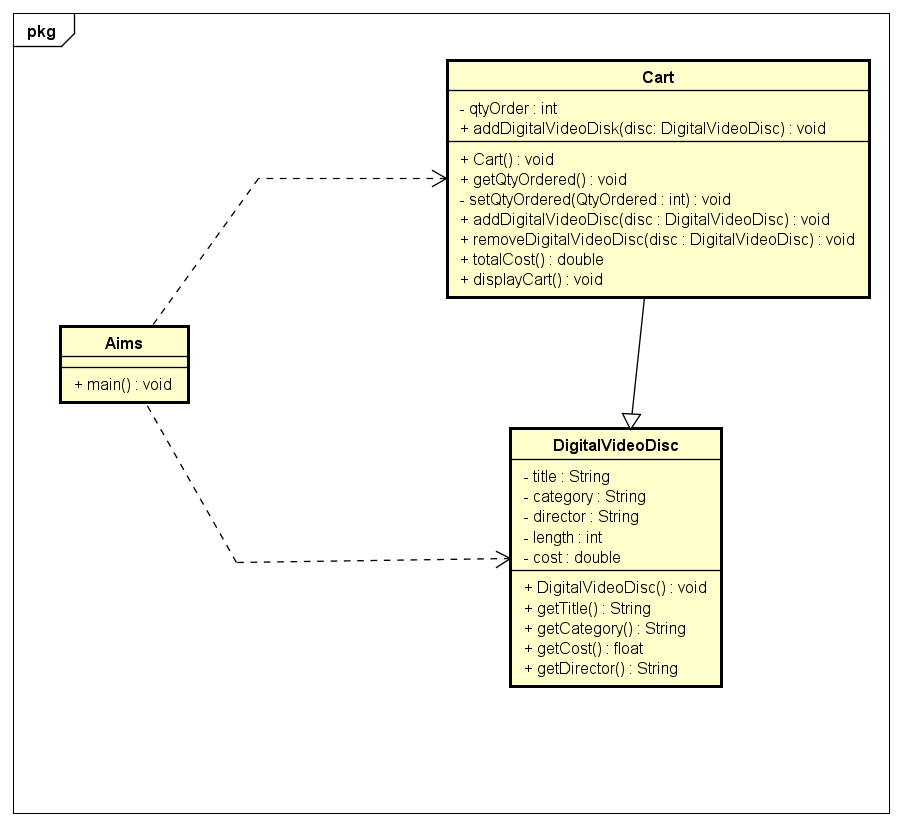 pkg
Cart
- qtyOrder : int
+ addDigitalVideoDisk(disc: DigitalVideoDisc) : void
+ Cart() : void
+ getQtyOrdered() : void
- setQtyOrdered(QtyOrdered : int) : void
+ addDigitalVideoDisc(disc : DigitalVideoDisc) : void
+ removeDigitalVideoDisc(disc : DigitalVideoDisc) : void
+ totalCost() : double
+ displayCart() : void
Aims
+ main() : void
DigitalVideoDisc
- title : String
- category : String
- director : String
- length : int
- cost : double
+ DigitalVideoDisc() : void
+ getTitle() : String
+ getCategory() : String
+ getCost() : float
+ getDirector() : String